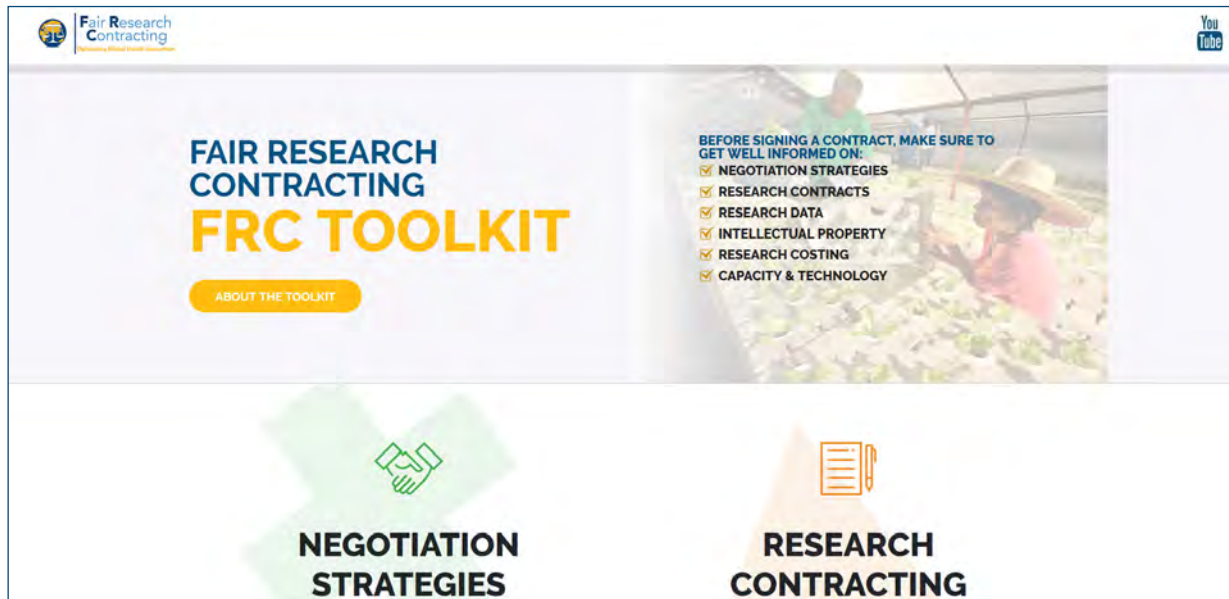 Fair Research
Contracting
You
Tube
FAIR RESEARCH
CONTRACTING
FRC TOOLKIT
ABOUT THE TOOLKIT
BEFORE SIGNING A CONTRACT, MAKE SURE TO
GET WELL INFORMED ON:
NEGOTIATION STRATEGIES
RESEARCH CONTRACTS
RESEARCH DATA
INTELLECTUAL PROPERTY
RESEARCH COSTING
CAPACITY & TECHNOLOGY
NEGOTIATION
STRATEGIES
RESEARCH
CONTRACTING